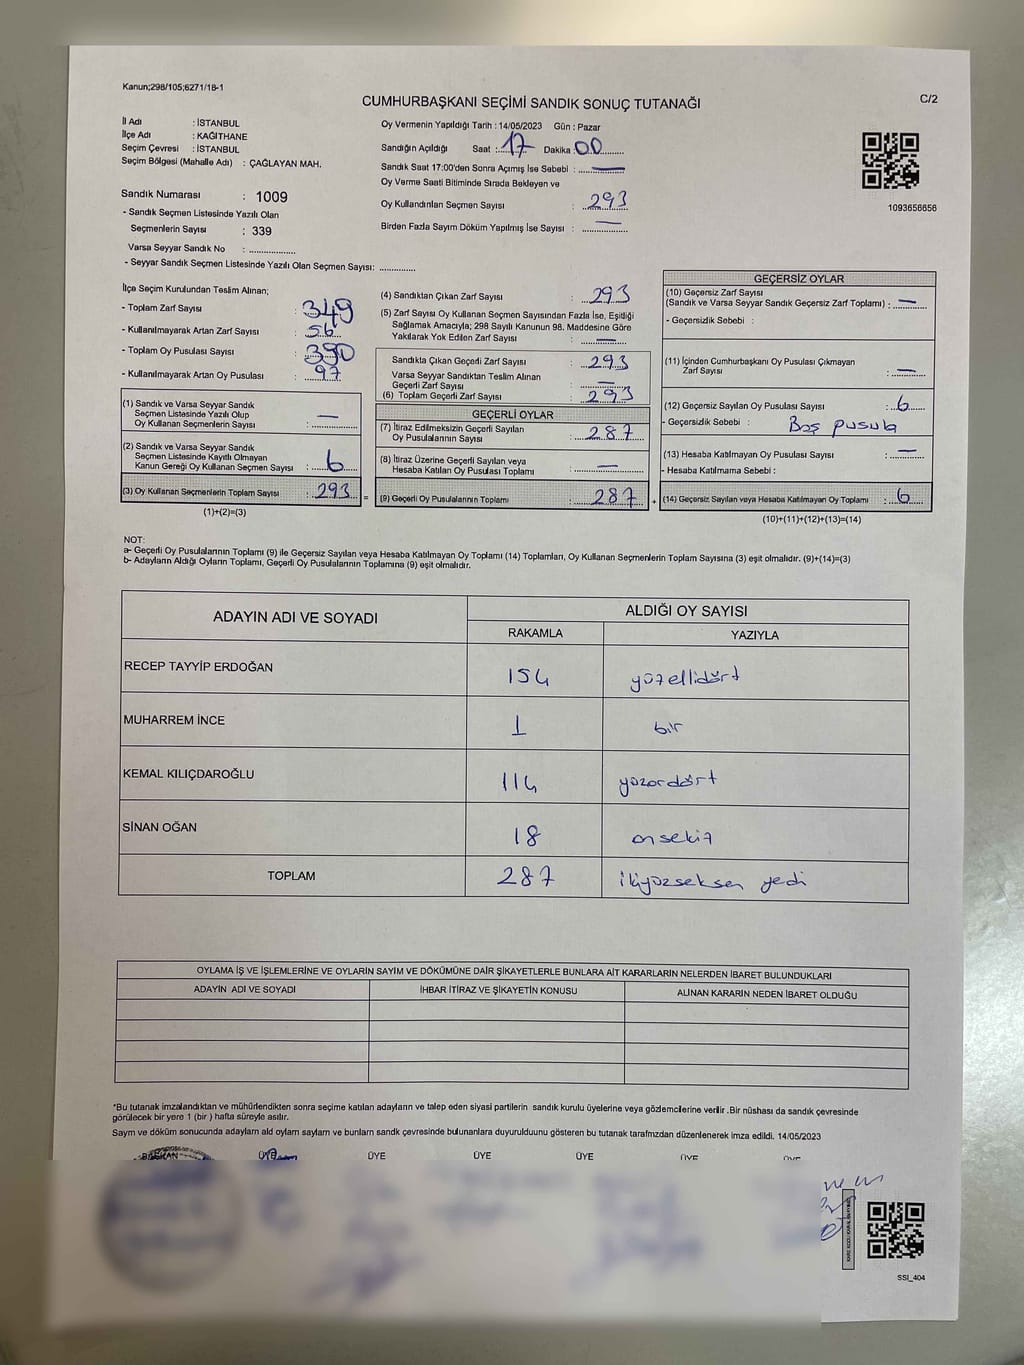 Kanun;298/105;6271/18-1
CUMHURBAŞKANI SEÇİMİ SANDIK SONUÇ TUTANAĞI
C/2
İl Adı : İSTANBUL
İlçe Adı : KAĞITHANE
Seçim Çevresi : İSTANBUL
Seçim Bölgesi (Mahalle Adı) : ÇAĞLAYAN MAH.
Sandık Numarası : 1009
- Sandık Seçmen Listesinde Yazılı Olan
Seçmenlerin Sayısı : 339
Varsa Seyyar Sandık No : ..............
- Seyyar Sandık Seçmen Listesinde Yazılı Olan Seçmen Sayısı: ............
Oy Vermenin Yapıldığı Tarih : 14/05/2023 Gün : Pazar
Sandığın Açıldığı Saat : 17 Dakika 00
Sandık Saat 17:00'den Sonra Açımış İse Sebebi : —
Oy Verme Saati Bitiminde Sırada Bekleyen ve
Oy Kullandırılan Seçmen Sayısı : 293
Birden Fazla Sayım Döküm Yapılmış İse Sayısı : —
1093656656
İlçe Seçim Kurulundan Teslim Alınan;
- Toplam Zarf Sayısı : 349
- Kullanılmayarak Artan Zarf Sayısı : 56
- Toplam Oy Pusulası Sayısı : 390
- Kullanılmayarak Artan Oy Pusulası : 97
(1) Sandık ve Varsa Seyyar Sandık
Seçmen Listesinde Yazılı Olup
Oy Kullanan Seçmenlerin Sayısı : —
(2) Sandık ve Varsa Seyyar Sandık
Seçmen Listesinde Kayıtlı Olmayan
Kanun Gereği Oy Kullanan Seçmen Sayısı : 6
(3) Oy Kullanan Seçmenlerin Toplam Sayısı : 293 =
(1)+(2)=(3)
(4) Sandıktan Çıkan Zarf Sayısı : 293
(5) Zarf Sayısı Oy Kullanan Seçmen Sayısından Fazla İse, Eşitliği
Sağlamak Amacıyla; 298 Sayılı Kanunun 98. Maddesine Göre
Yakılarak Yok Edilen Zarf Sayısı : —
Sandıkta Çıkan Geçerli Zarf Sayısı : 293
Varsa Seyyar Sandıktan Teslim Alınan
Geçerli Zarf Sayısı : —
(6) Toplam Geçerli Zarf Sayısı : 293
GEÇERLİ OYLAR
(7) İtiraz Edilmeksizin Geçerli Sayılan
Oy Pusulalarının Sayısı : 287
(8) İtiraz Üzerine Geçerli Sayılan veya
Hesaba Katılan Oy Pusulası Toplamı : —
(9) Geçerli Oy Pusulalarının Toplamı : 287 +
GEÇERSİZ OYLAR
(10) Geçersiz Zarf Sayısı
(Sandık ve Varsa Seyyar Sandık Geçersiz Zarf Toplamı) : —
- Geçersizlik Sebebi :
(11) İçinden Cumhurbaşkanı Oy Pusulası Çıkmayan
Zarf Sayısı : —
(12) Geçersiz Sayılan Oy Pusulası Sayısı : 6
- Geçersizlik Sebebi : Boş pusula
(13) Hesaba Katılmayan Oy Pusulası Sayısı : —
- Hesaba Katılmama Sebebi :
(14) Geçersiz Sayılan veya Hesaba Katılmayan Oy Toplamı : 6
(10)+(11)+(12)+(13)=(14)
NOT:
a- Geçerli Oy Pusulalarının Toplamı (9) ile Geçersiz Sayılan veya Hesaba Katılmayan Oy Toplamı (14) Toplamları, Oy Kullanan Seçmenlerin Toplam Sayısına (3) eşit olmalıdır. (9)+(14)=(3)
b- Adayların Aldığı Oyların Toplamı, Geçerli Oy Pusulalarının Toplamına (9) eşit olmalıdır.
ADAYIN ADI VE SOYADI
ALDIĞI OY SAYISI
RAKAMLA YAZIYLA
RECEP TAYYİP ERDOĞAN 154 yüzellidört
MUHARREM İNCE 1 bir
KEMAL KILIÇDAROĞLU 114 yüzondört
SİNAN OĞAN 18 onsekiz
TOPLAM 287 ikiyüzseksen yedi
OYLAMA İŞ VE İŞLEMLERİNE VE OYLARIN SAYIM VE DÖKÜMÜNE DAİR ŞİKAYETLERLE BUNLARA AİT KARARLARIN NELERDEN İBARET BULUNDUKLARI
ADAYIN ADI VE SOYADI İHBAR İTİRAZ VE ŞİKAYETİN KONUSU ALINAN KARARIN NEDEN İBARET OLDUĞU
*Bu tutanak imzalandıktan ve mühürlendikten sonra seçime katılan adayların ve talep eden siyasi partilerin sandık kurulu üyelerine veya gözlemcilerine verilir .Bir nüshası da sandık çevresinde
görülecek bir yere 1 (bir ) hafta süreyle asılır.
Sayım ve döküm sonucunda adayların ald oyların sayıları ve bunların sandk çevresinde bulunanlara duyurulduunu gösteren bu tutanak tarafmzdan düzenlenerek imza edildi. 14/05/2023
BAŞKAN ÜYE ÜYE ÜYE ÜYE ÜYE ÜYE
SSI_404